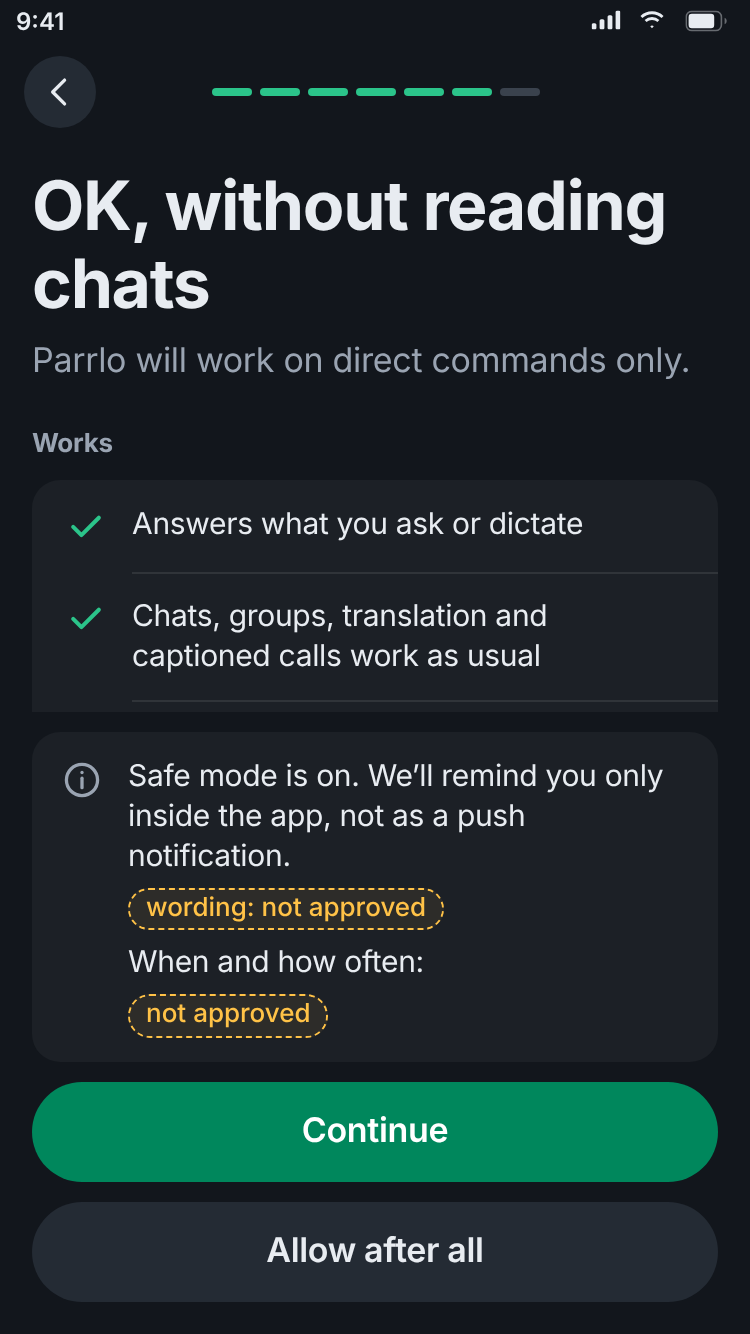 9:41
OK, without reading
chats
Parrlo will work on direct commands only.
Works
Answers what you ask or dictate
Chats, groups, translation and
captioned calls work as usual
Safe mode is on. We’ll remind you only
inside the app, not as a push
notification.
wording: not approved
When and how often:
not approved
Continue
Allow after all